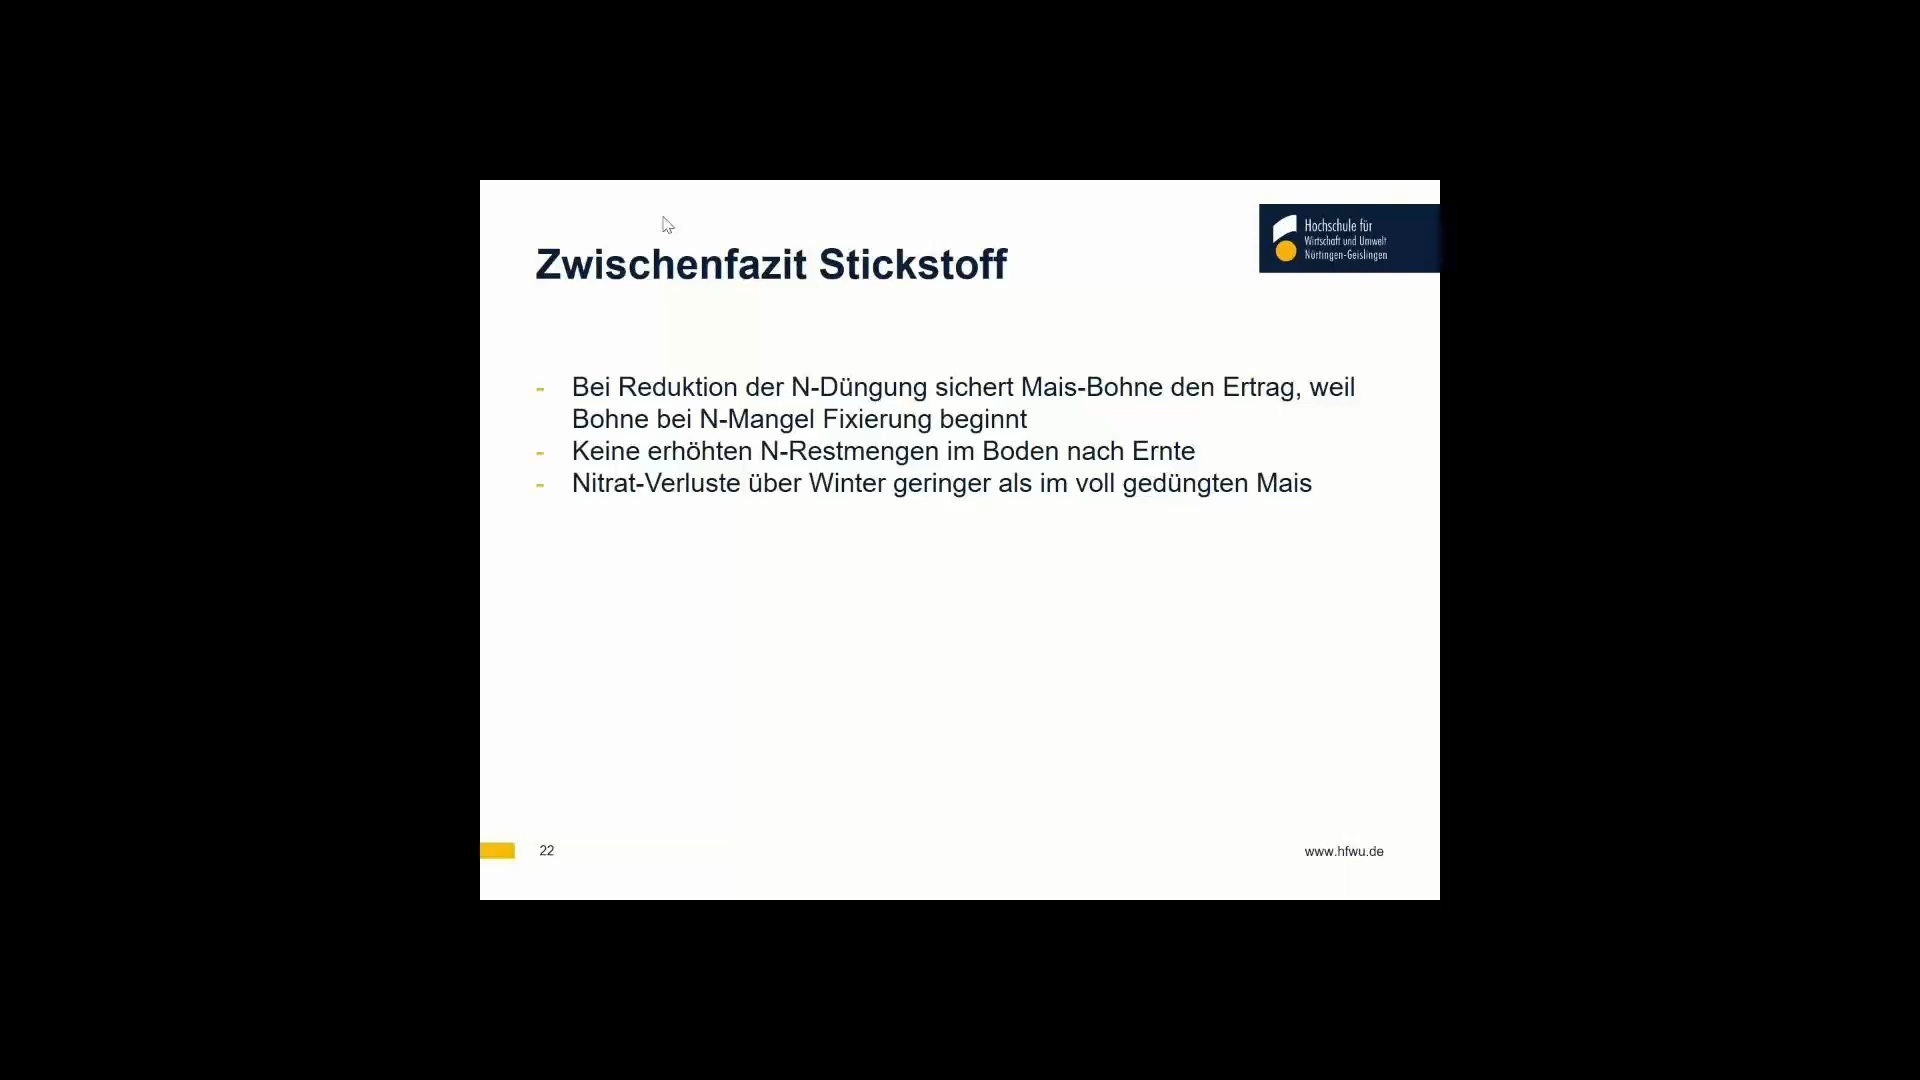 Hochschule für
Wirtschaft und Umwelt
Nürtingen-Geislingen
Zwischenfazit Stickstoff
- Bei Reduktion der N-Düngung sichert Mais-Bohne den Ertrag, weil
Bohne bei N-Mangel Fixierung beginnt
- Keine erhöhten N-Restmengen im Boden nach Ernte
- Nitrat-Verluste über Winter geringer als im voll gedüngten Mais
22
www.hfwu.de